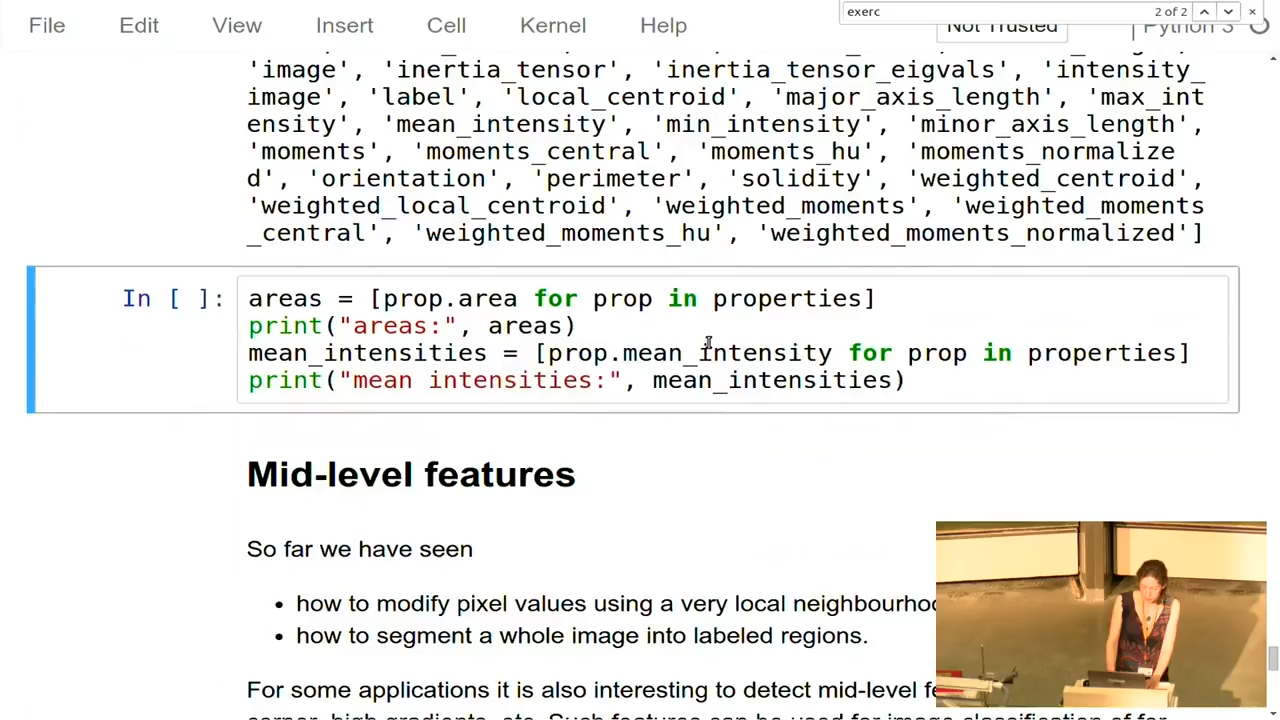 File Edit View Insert Cell Kernel Help
exerc 2 of 2
Not Trusted Python 3
'image', 'inertia_tensor', 'inertia_tensor_eigvals', 'intensity_
image', 'label', 'local_centroid', 'major_axis_length', 'max_int
ensity', 'mean_intensity', 'min_intensity', 'minor_axis_length',
'moments', 'moments_central', 'moments_hu', 'moments_normalize
d', 'orientation', 'perimeter', 'solidity', 'weighted_centroid',
'weighted_local_centroid', 'weighted_moments', 'weighted_moments
_central', 'weighted_moments_hu', 'weighted_moments_normalized']
In [ ]:
areas = [prop.area for prop in properties]
print("areas:", areas)
mean_intensities = [prop.mean_intensity for prop in properties]
print("mean intensities:", mean_intensities)
Mid-level features
So far we have seen
• how to modify pixel values using a very local neighbourhoo
• how to segment a whole image into labeled regions.
For some applications it is also interesting to detect mid-level